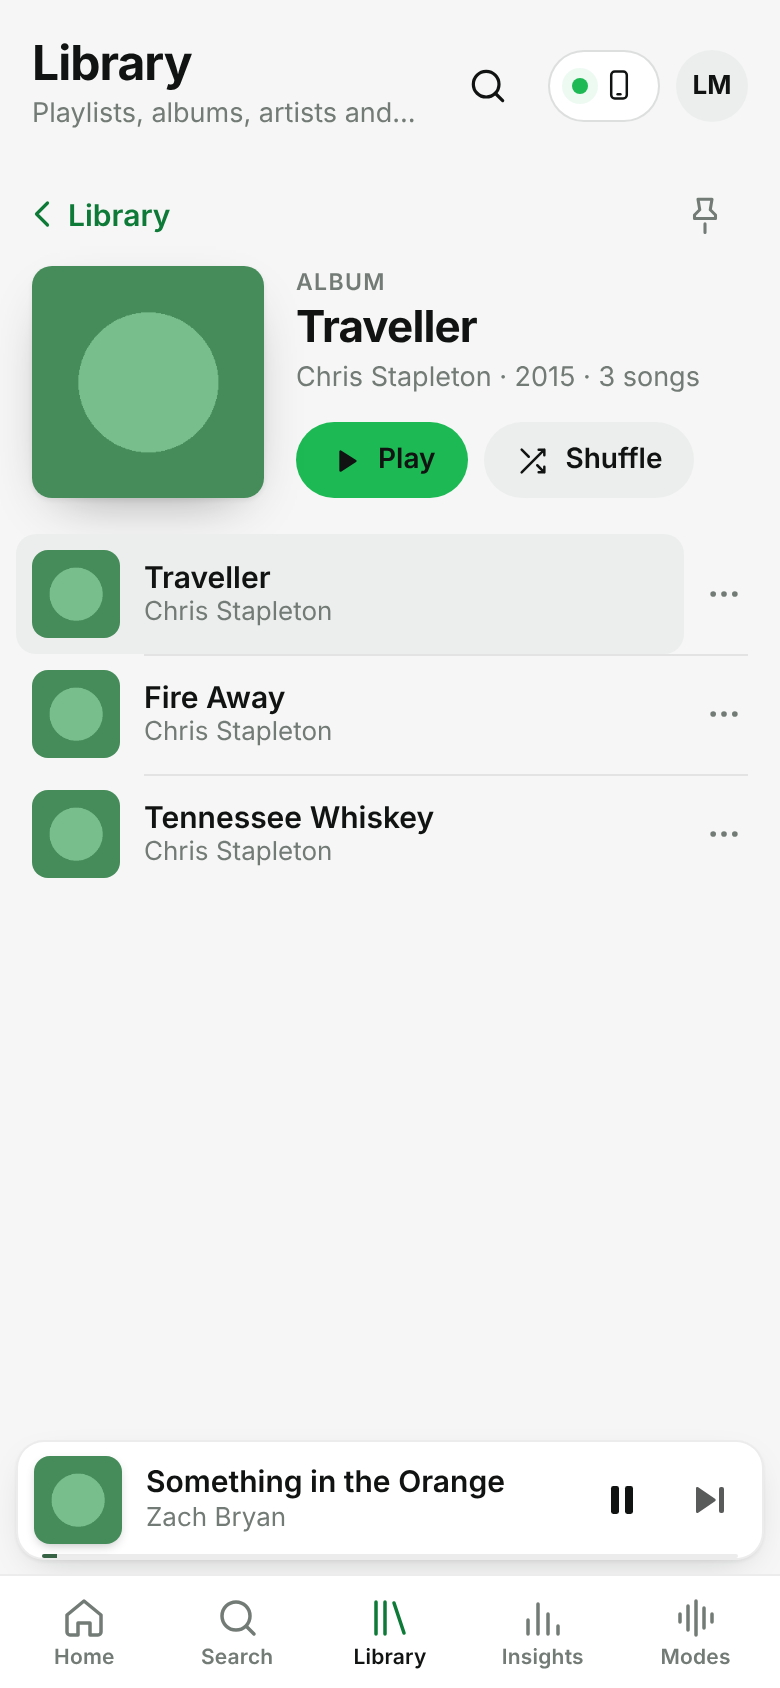 Library
Playlists, albums, artists and...
LM
Library
ALBUM
Traveller
Chris Stapleton · 2015 · 3 songs
Play
Shuffle
Traveller
Chris Stapleton
Fire Away
Chris Stapleton
Tennessee Whiskey
Chris Stapleton
Something in the Orange
Zach Bryan
Home
Search
Library
Insights
Modes